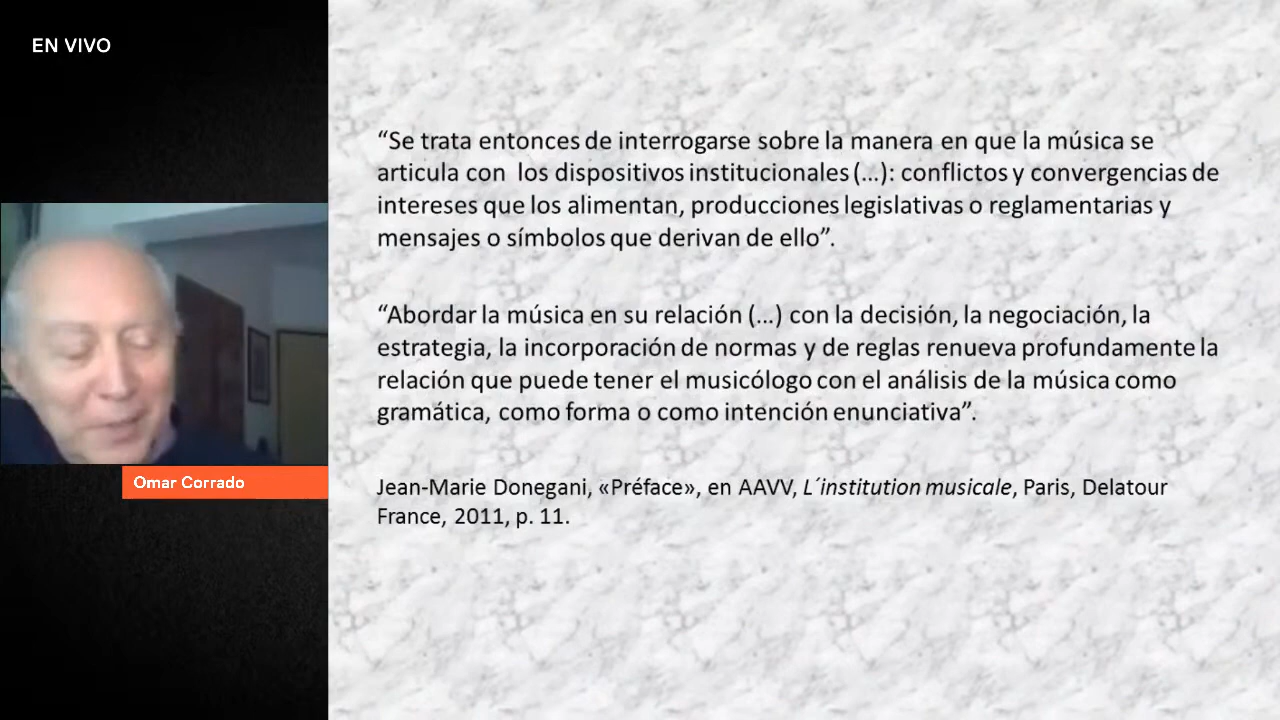 EN VIVO
“Se trata entonces de interrogarse sobre la manera en que la música se
articula con los dispositivos institucionales (…): conflictos y convergencias de
intereses que los alimentan, producciones legislativas o reglamentarias y
mensajes o símbolos que derivan de ello”.
“Abordar la música en su relación (…) con la decisión, la negociación, la
estrategia, la incorporación de normas y de reglas renueva profundamente la
relación que puede tener el musicólogo con el análisis de la música como
gramática, como forma o como intención enunciativa”.
Jean-Marie Donegani, «Préface», en AAVV, L´institution musicale, Paris, Delatour
France, 2011, p. 11.
Omar Corrado